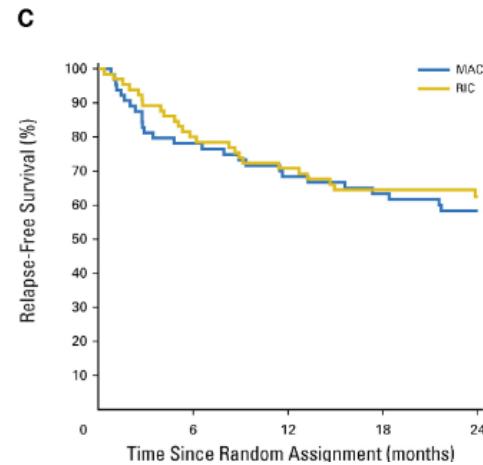 C
100
90
80
70
60
50
40
30
20
10
Relapse-Free Survival (%)
MAC
RIC
0 6 12 18 24
Time Since Random Assignment (months)